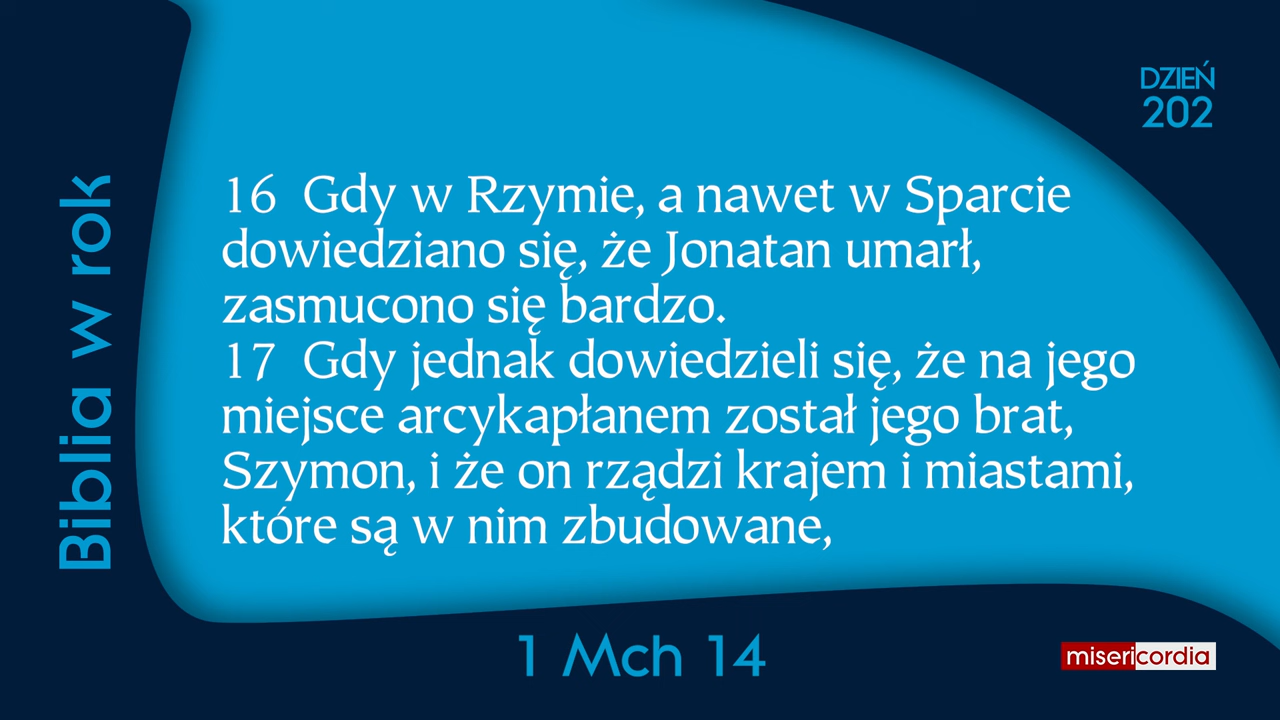 DZIEŃ
202
Biblia w rok
16 Gdy w Rzymie, a nawet w Sparcie
dowiedziano się, że Jonatan umarł,
zasmucono się bardzo.
17 Gdy jednak dowiedzieli się, że na jego
miejsce arcykapłanem został jego brat,
Szymon, i że on rządzi krajem i miastami,
które są w nim zbudowane,
1 Mch 14
misericordia